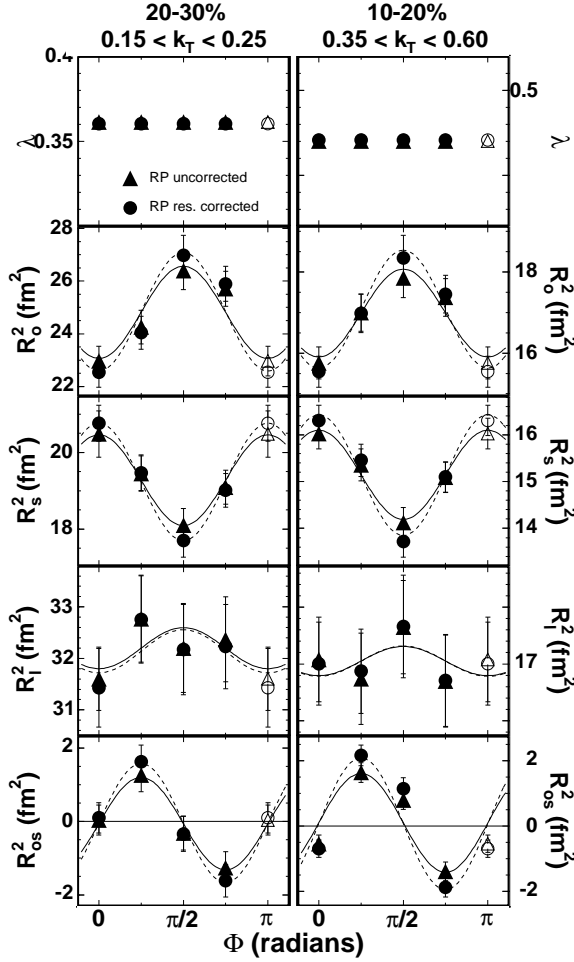 20-30%
0.15 < k_T < 0.25
10-20%
0.35 < k_T < 0.60
0.4
0.35
λ
0.5
λ
RP uncorrected
RP res. corrected
28
26
24
22
R_o^2 (fm^2)
18
16
R_o^2 (fm^2)
20
18
R_s^2 (fm^2)
16
15
14
R_s^2 (fm^2)
33
32
31
R_l^2 (fm^2)
17
R_l^2 (fm^2)
2
0
-2
R_os^2 (fm^2)
2
0
-2
R_os^2 (fm^2)
0 π/2 π
0 π/2 π
Φ (radians)
Φ (radians)